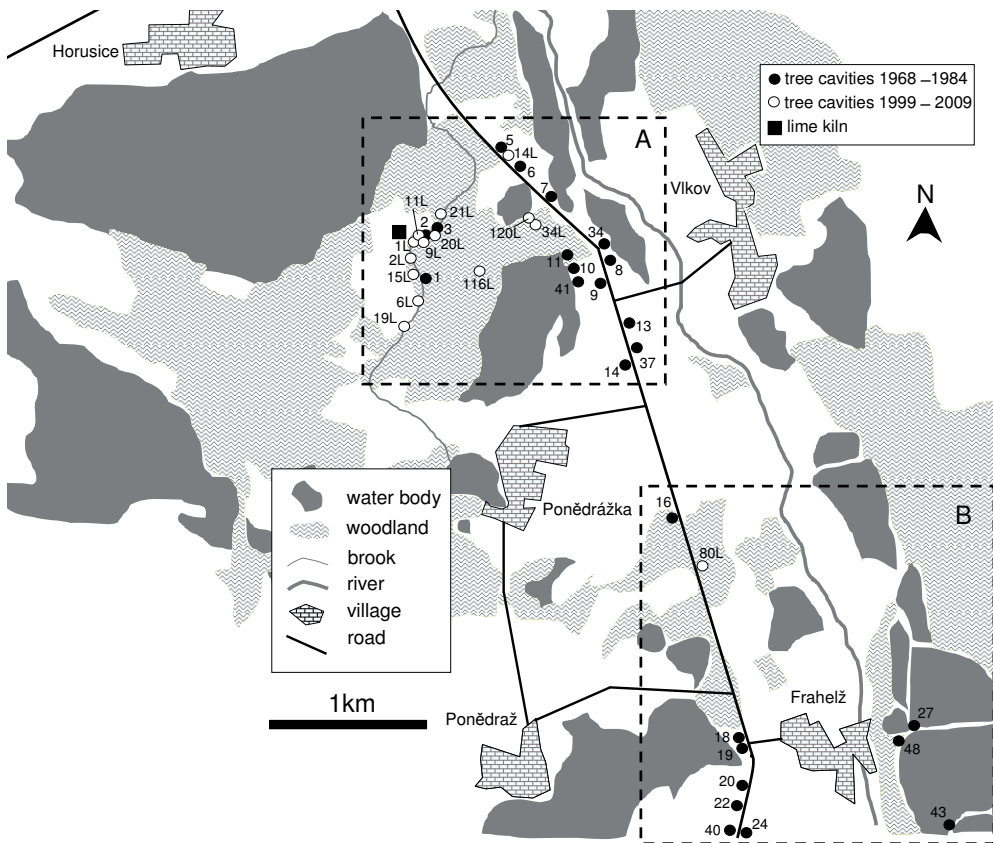 Horusice
tree cavities 1968 – 1984
tree cavities 1999 – 2009
lime kiln
A
5
14L
6
Vlkov
7
N
11L
21L
2
3
120L
34L
34
1L
9L
20L
11
8
2L
10
15L
1
116L
41
9
6L
19L
13
37
14
water body
woodland
brook
river
village
road
Ponědrážka
16
B
80L
1km
Ponědraž
Frahelž
27
18
48
19
20
22
43
40
24